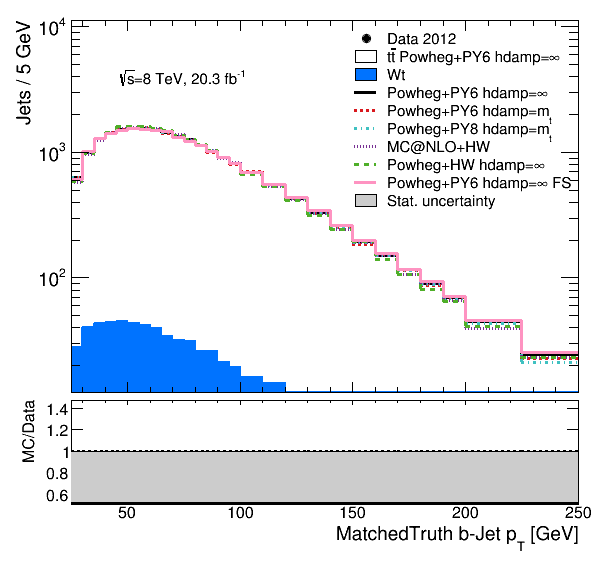 10⁴
Jets / 5 GeV
Data 2012
tt̄ Powheg+PY6 hdamp=∞
√s=8 TeV, 20.3 fb⁻¹
Wt
Powheg+PY6 hdamp=∞
Powheg+PY6 hdamp=mₜ
Powheg+PY8 hdamp=mₜ
MC@NLO+HW
10³
Powheg+HW hdamp=∞
Powheg+PY6 hdamp=∞ FS
Stat. uncertainty
10²
MC/Data
1.4
1.2
1
0.8
0.6
50 100 150 200 250
MatchedTruth b-Jet p_T [GeV]